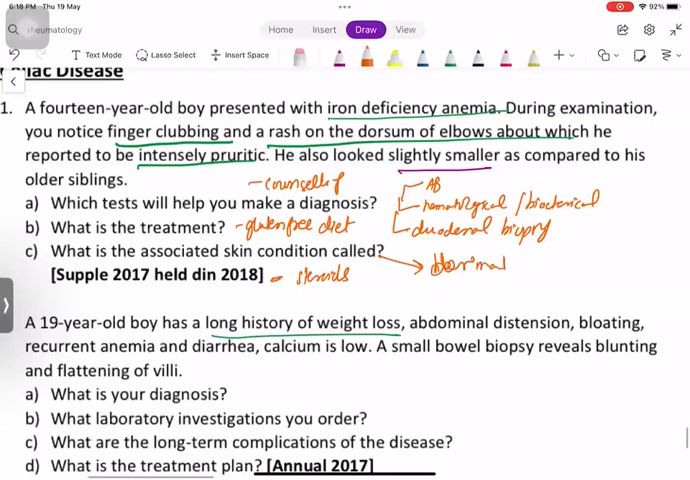 6:18 PM Thu 19 May
92%
rheumatology
Home Insert Draw View
Text Mode Lasso Select Insert Space
Disease
1. A fourteen-year-old boy presented with iron deficiency anemia. During examination,
you notice finger clubbing and a rash on the dorsum of elbows about which he
reported to be intensely pruritic. He also looked slightly smaller as compared to his
older siblings.
- AB
a) Which tests will help you make a diagnosis?
b) What is the treatment? - gluten free diet
duodenal biopsy
c) What is the associated skin condition called?
[Supple 2017 held din 2018] = steroids
A 19-year-old boy has a long history of weight loss, abdominal distension, bloating,
recurrent anemia and diarrhea, calcium is low. A small bowel biopsy reveals blunting
and flattening of villi.
a) What is your diagnosis?
b) What laboratory investigations you order?
c) What are the long-term complications of the disease?
d) What is the treatment plan? [Annual 2017]